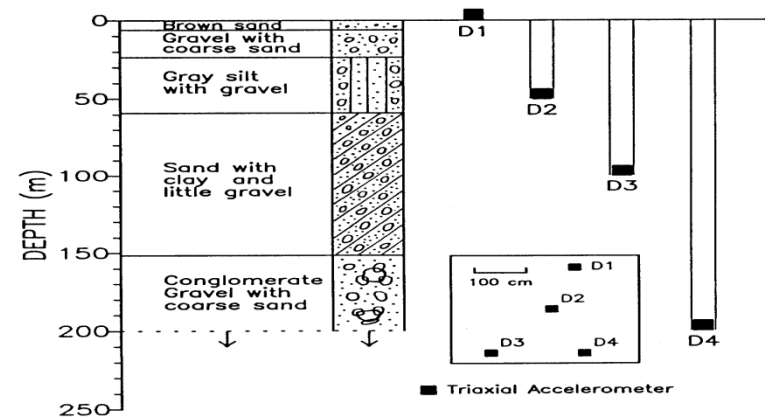 0
Brown sand
Gravel with
coarse sand
Gray silt
with gravel
50
Sand with
clay and
little gravel
100
DEPTH (m)
150
Conglomerate
Gravel with
coarse sand
200
250
D1
D2
D3
D4
100 cm
D1
D2
D3
D4
Triaxial Accelerometer